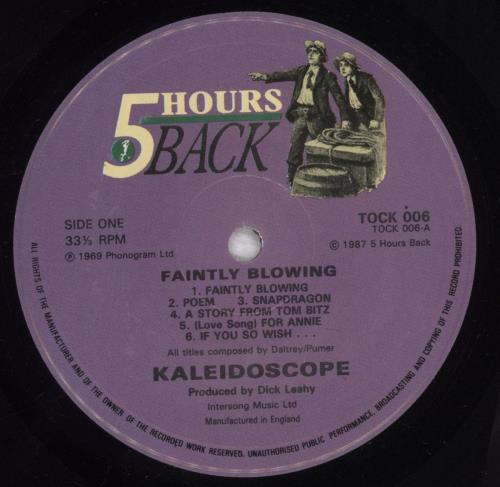 5 HOURS
BACK
SIDE ONE
33⅓ RPM
℗ 1969 Phonogram Ltd
TOCK 006
TOCK 006-A
© 1987 5 Hours Back
FAINTLY BLOWING
1. FAINTLY BLOWING
2. POEM 3. SNAPDRAGON
4. A STORY FROM TOM BITZ
5. (Love Song) FOR ANNIE
6. IF YOU SO WISH . . .
All titles composed by Daltrey/Pumer
KALEIDOSCOPE
Produced by Dick Leahy
Intersong Music Ltd
Manufactured in England
ALL RIGHTS OF THE MANUFACTURER AND OF THE OWNER OF THE RECORDED WORK RESERVED. UNAUTHORISED PUBLIC PERFORMANCE, BROADCASTING AND COPYING OF THIS RECORD PROHIBITED.